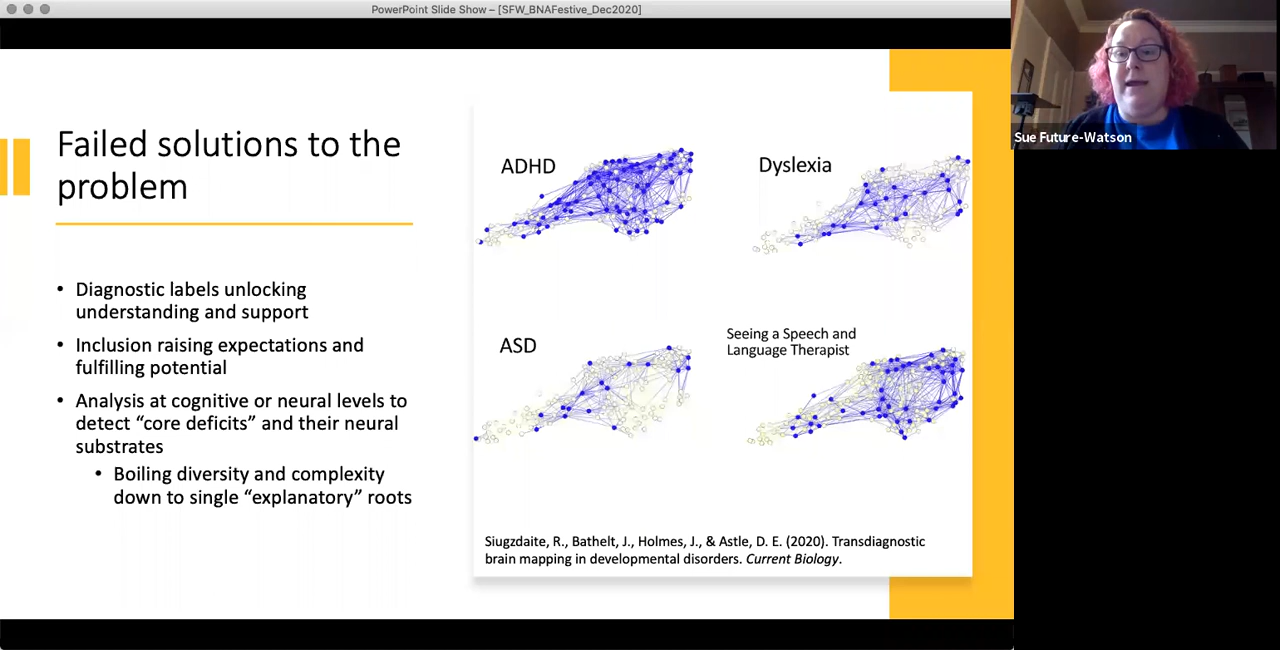 PowerPoint Slide Show – [SFW_BNAFestive_Dec2020]
Failed solutions to the
problem
• Diagnostic labels unlocking
understanding and support
• Inclusion raising expectations and
fulfilling potential
• Analysis at cognitive or neural levels to
detect “core deficits” and their neural
substrates
• Boiling diversity and complexity
down to single “explanatory” roots
ADHD
Dyslexia
ASD
Seeing a Speech and
Language Therapist
Siugzdaite, R., Bathelt, J., Holmes, J., & Astle, D. E. (2020). Transdiagnostic
brain mapping in developmental disorders. Current Biology.
Sue Future-Watson